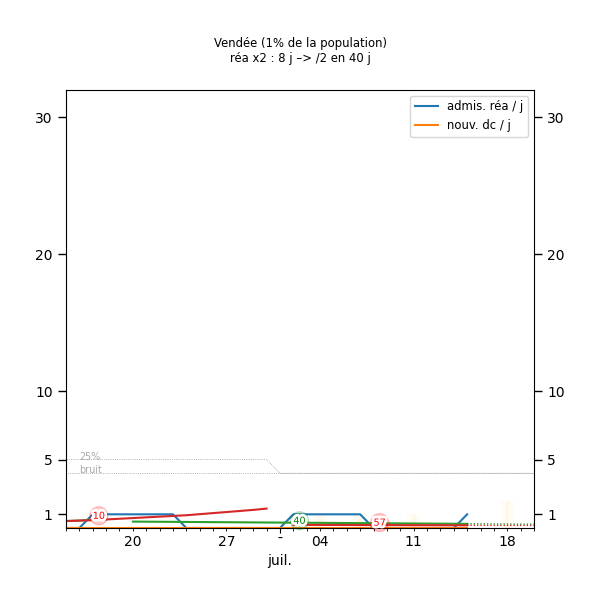 Vendée (1% de la population)
réa x2 : 8 j –> /2 en 40 j
admis. réa / j
nouv. dc / j
30 30
20 20
10 10
5 5
25%
bruit
1 1
10 40 57
20 27 - 04 11 18
juil.